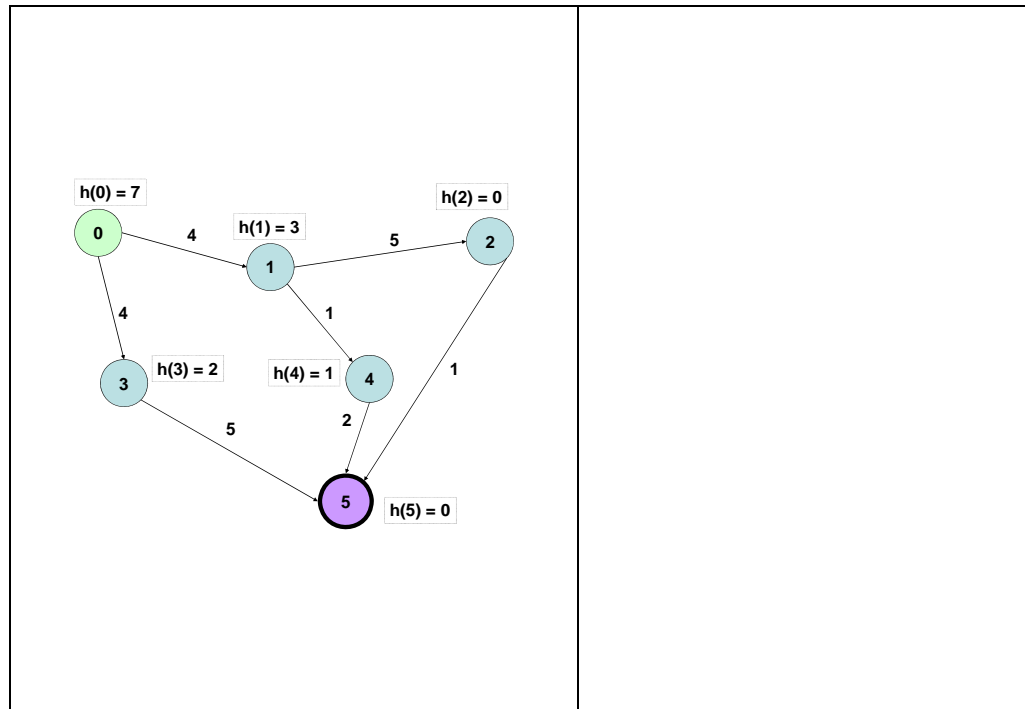 h(0) = 7
h(2) = 0
h(1) = 3
0
4
5
2
1
4
1
h(3) = 2
h(4) = 1
4
1
3
2
5
5
h(5) = 0